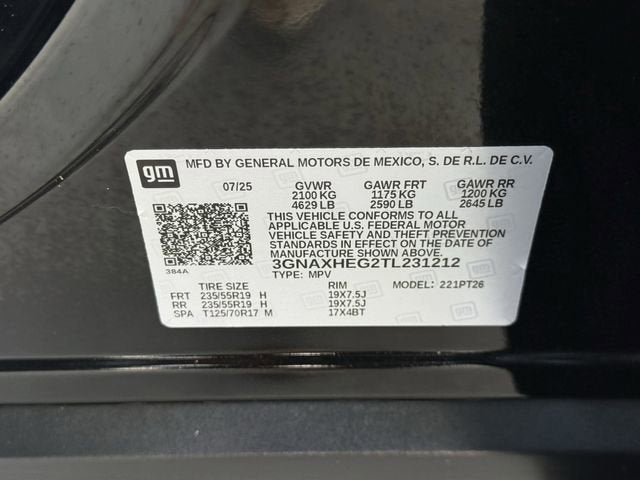 gm MFD BY GENERAL MOTORS DE MEXICO, S. DE R.L. DE C.V.
07/25 GVWR GAWR FRT GAWR RR
2100 KG 1175 KG 1200 KG
4629 LB 2590 LB 2645 LB
THIS VEHICLE CONFORMS TO ALL
APPLICABLE U.S. FEDERAL MOTOR
VEHICLE SAFETY AND THEFT PREVENTION
STANDARDS IN EFFECT ON THE DATE OF
MANUFACTURE SHOWN ABOVE.
3GNAXHEG2TL231212
384A TYPE: MPV
TIRE SIZE RIM MODEL: 221PT26
FRT 235/55R19 H 19X7.5J
RR 235/55R19 H 19X7.5J
SPA T125/70R17 M 17X4BT